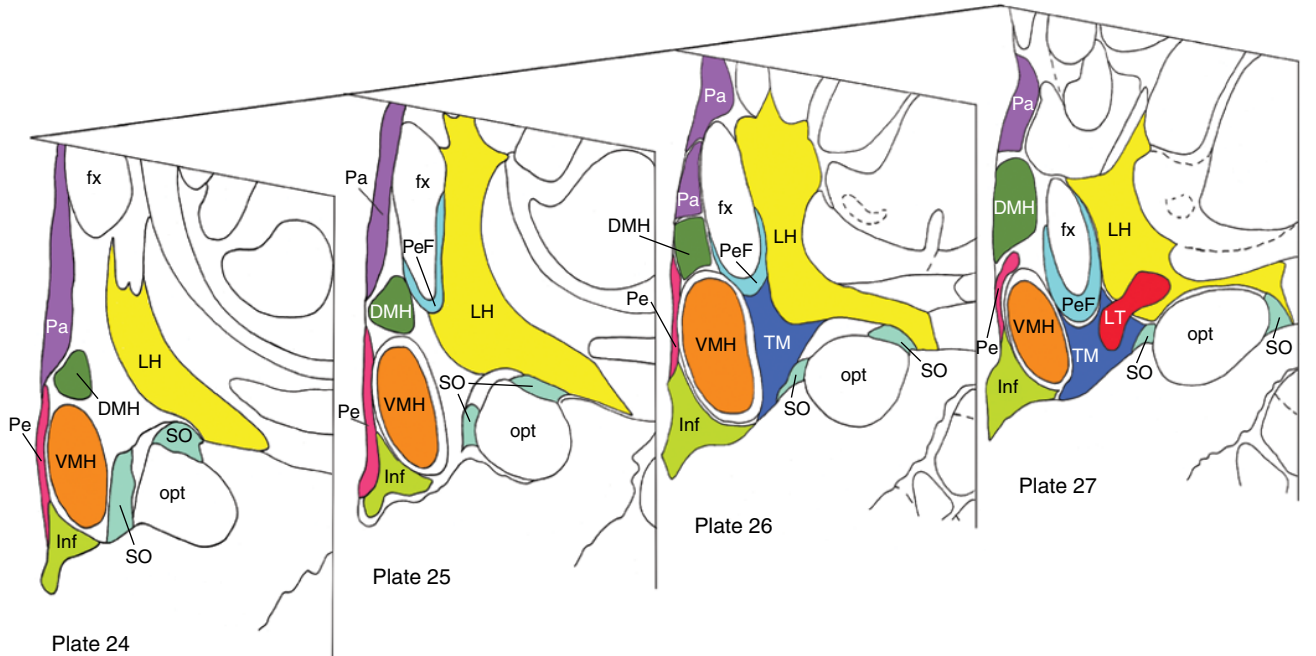 fx
Pa
LH
DMH
Pe
VMH
SO
opt
Inf
SO
Plate 24
Pa
fx
PeF
DMH
LH
SO
Pe
VMH
opt
Inf
Plate 25
Pa
Pa
fx
DMH
LH
PeF
Pe
VMH
TM
SO
opt
SO
Inf
Plate 26
Pa
DMH
fx
LH
PeF
LT
VMH
opt
Pe
TM
SO
SO
Inf
Plate 27